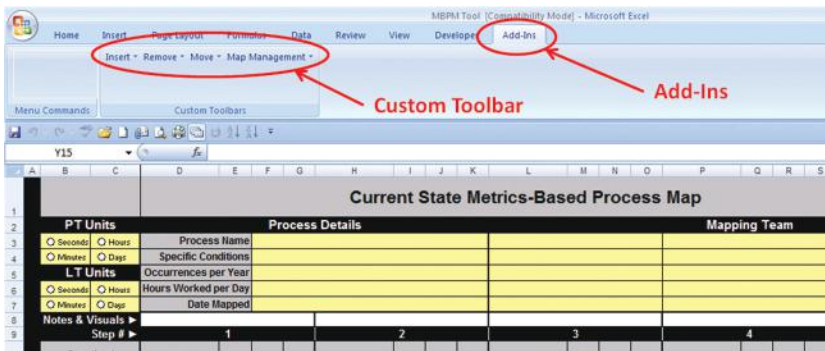 MBPM Tool [Compatibility Mode] - Microsoft Excel
Home Insert Page Layout Formulas Data Review View Developer Add-Ins
Insert Remove Move Map Management
Menu Commands Custom Toolbars
Custom Toolbar
Add-Ins
Y15 fx
A B C D E F G H I J K L M N O P Q R S
1 Current State Metrics-Based Process Map
2 PT Units Process Details Mapping Team
3 Seconds Hours Process Name
4 Minutes Days Specific Conditions
5 LT Units Occurrences per Year
6 Seconds Hours Hours Worked per Day
7 Minutes Days Date Mapped
8 Notes & Visuals ►
9 Step # ► 1 2 3 4